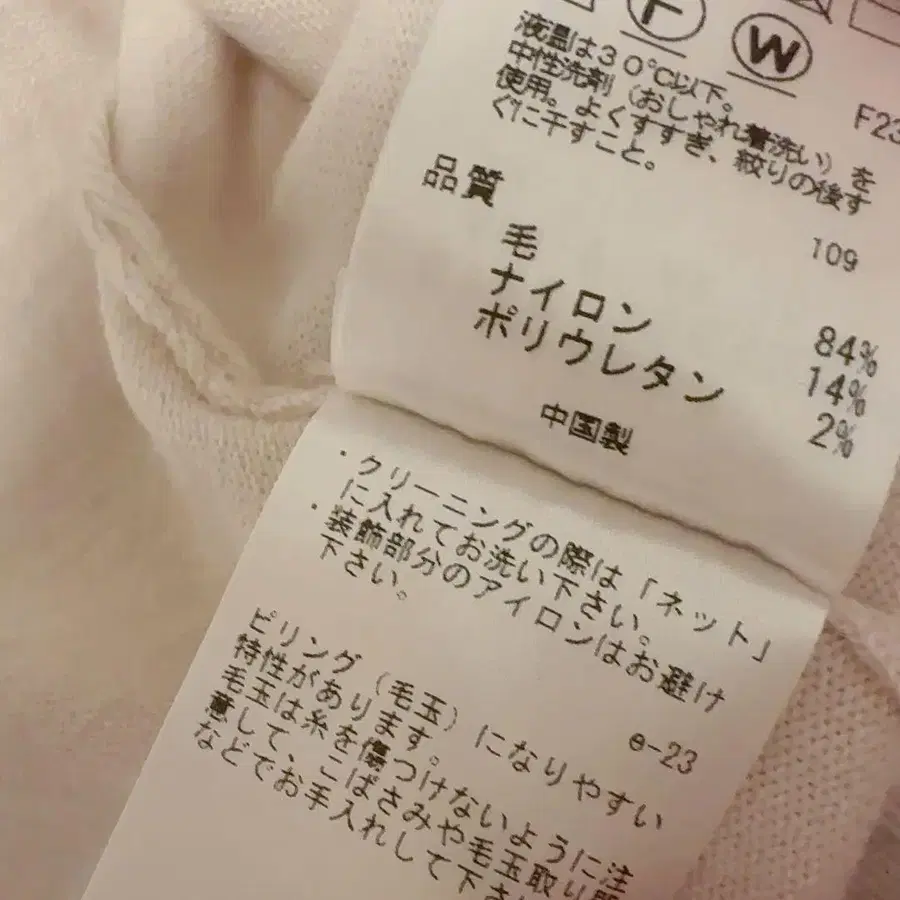 F
W
液温は30℃以下。
中性洗剤（おしゃれ着洗い）を
使用。よくすすぎ、絞りの後す
ぐに干すこと。
F23
品質
109
毛 84%
ナイロン 14%
ポリウレタン 2%
中国製
・クリーニングの際は「ネット」
に入れてお洗い下さい。
・装飾部分のアイロンはお避け
下さい。
e-23
ピリング（毛玉）になりやすい
特性があります。
毛玉は糸を傷つけないように注
意して、こばさみや毛玉取り
などでお手入れして下さ